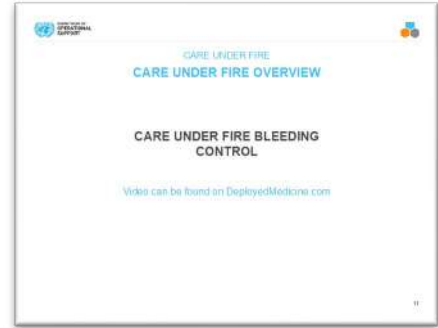 DEPARTMENT OF
OPERATIONAL
SUPPORT
CARE UNDER FIRE
CARE UNDER FIRE OVERVIEW
CARE UNDER FIRE BLEEDING
CONTROL
Video can be found on DeployedMedicine.com
11